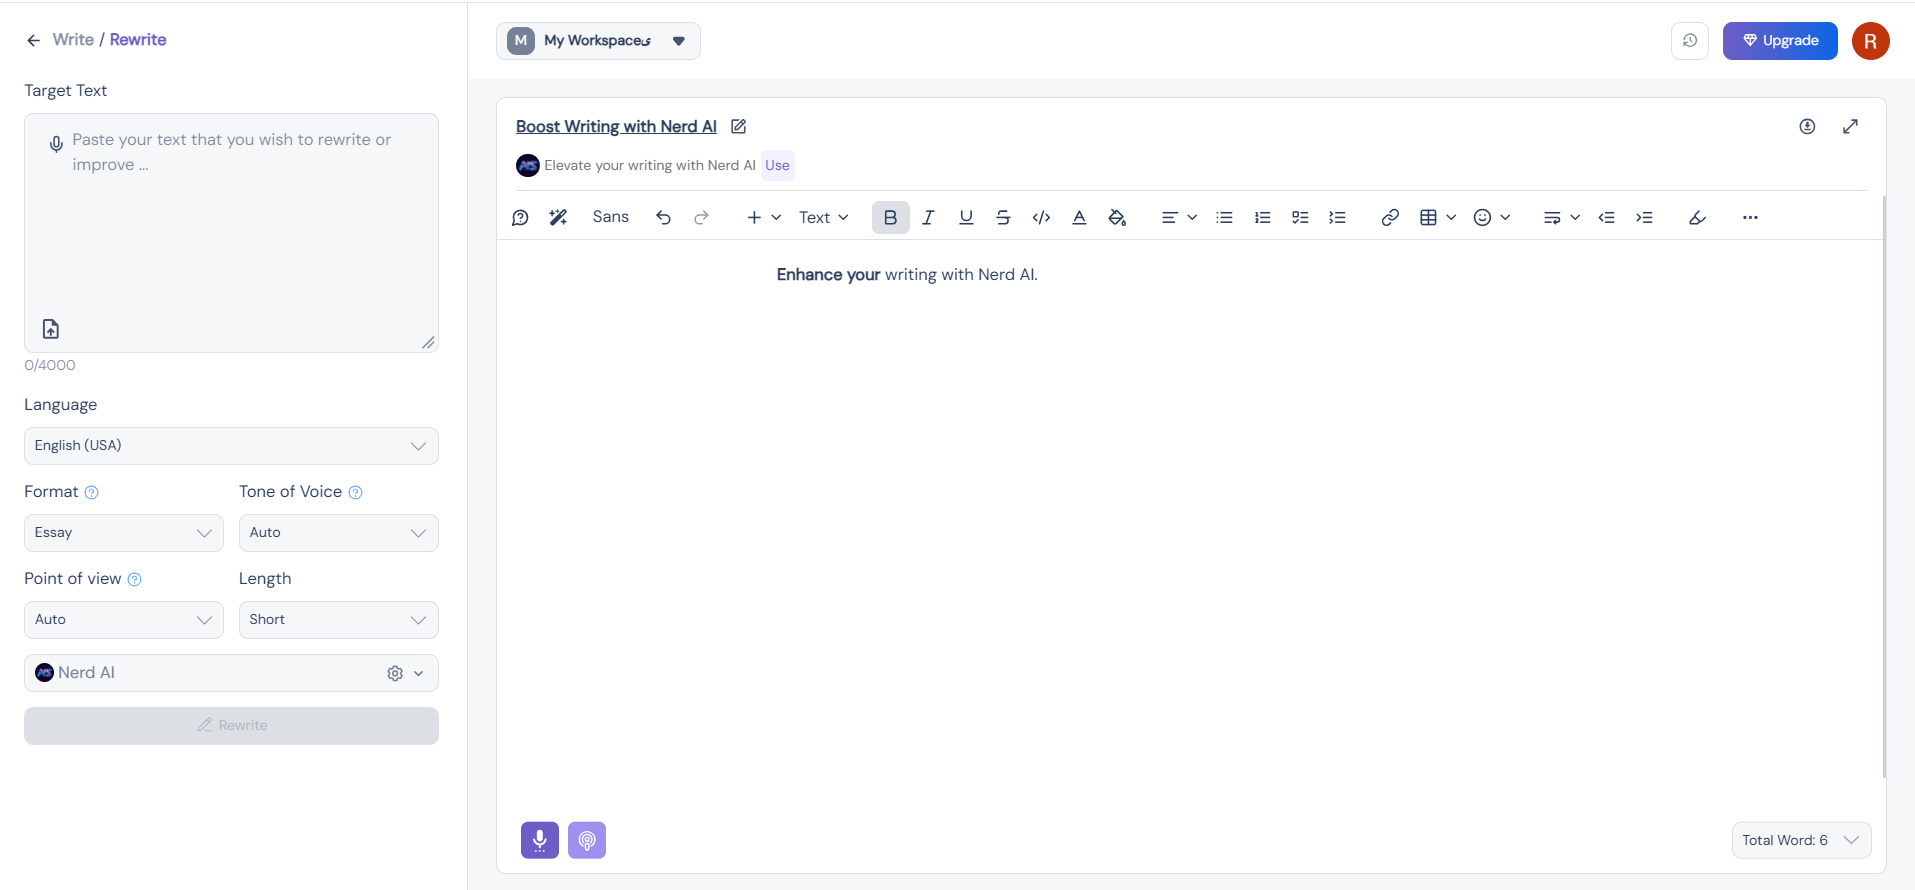 Write / Rewrite
Target Text
Paste your text that you wish to rewrite or
improve ...
0/4000
Language
English (USA)
Format
Tone of Voice
Essay
Auto
Point of view
Length
Auto
Short
Nerd AI
Rewrite
M My Workspaceى
Upgrade
R
Boost Writing with Nerd AI
Elevate your writing with Nerd AI Use
Sans
Text
Enhance your writing with Nerd AI.
Total Word: 6